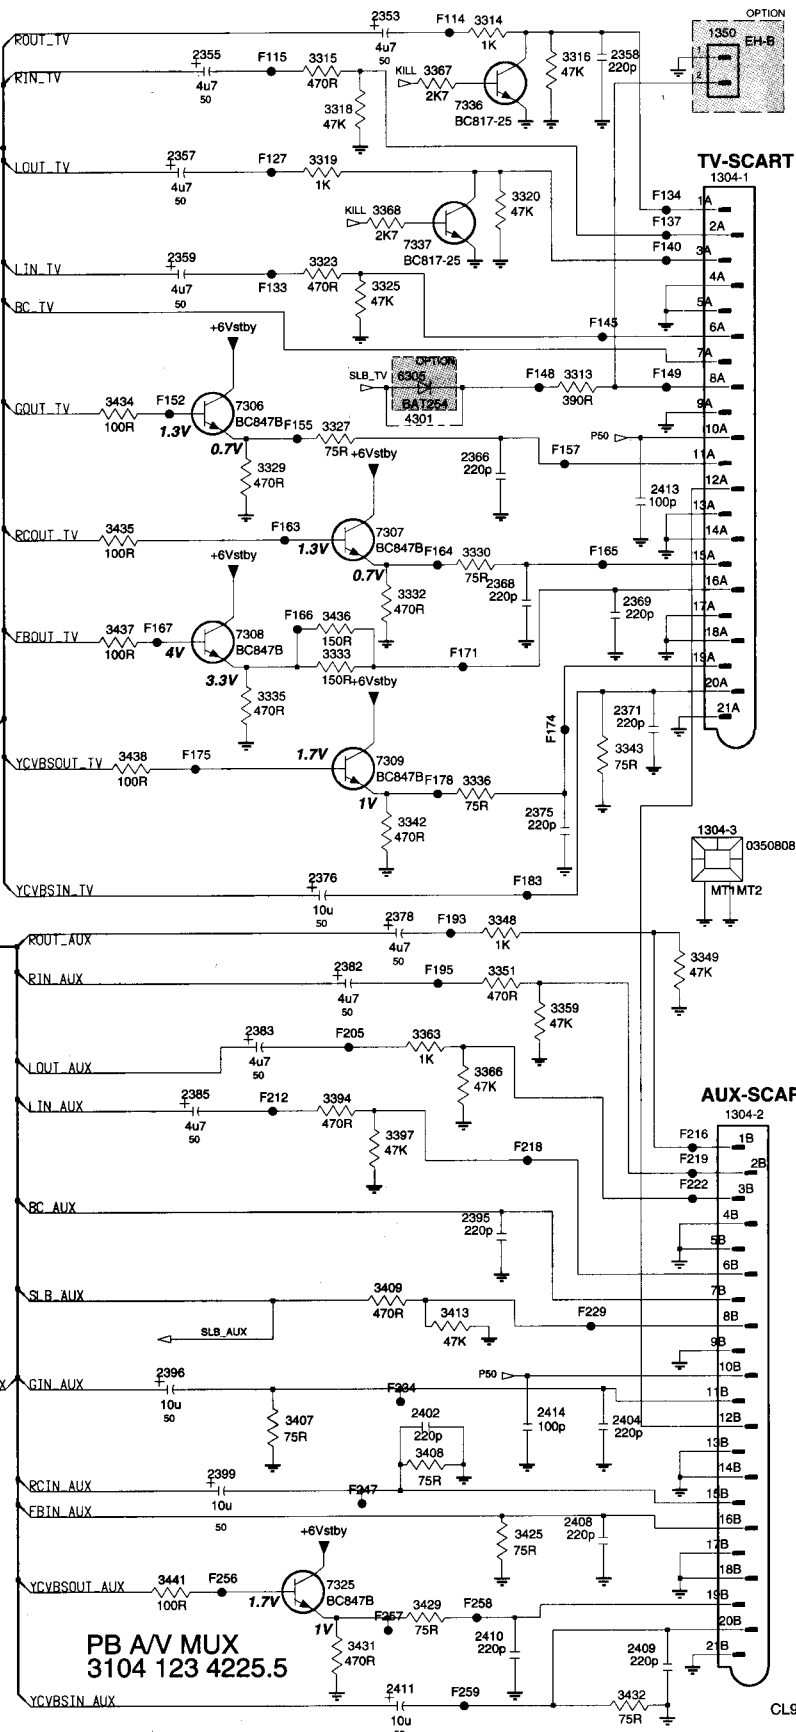 OPTION
1350
EH-B
1
2
ROUT_TV
2353
4u7
50
F114
3314
1K
3316
47K
2358
220p
RIN_TV
2355
4u7
50
F115
3315
470R
3318
47K
KILL
3367
2K7
7336
BC817-25
LOUT_TV
2357
4u7
50
F127
3319
1K
3320
47K
KILL
3368
2K7
7337
BC817-25
TV-SCART
1304-1
F134
F137
F140
1A
2A
3A
4A
5A
6A
7A
8A
9A
10A
11A
12A
13A
14A
15A
16A
17A
18A
19A
20A
21A
LIN_TV
2359
4u7
50
F133
3323
470R
3325
47K
F145
BC_TV
+6Vstby
SLB_TV
OPTION
6305
BAT254
4301
F148
3313
390R
F149
GOUT_TV
3434
100R
F152
1.3V
7306
BC847B
0.7V
F155
3327
75R
3329
470R
+6Vstby
2366
220p
F157
P50
2413
100p
RCOUT_TV
3435
100R
F163
1.3V
7307
BC847B
0.7V
F164
3330
75R
3332
470R
2368
220p
F165
2369
220p
+6Vstby
FBOUT_TV
3437
100R
F167
4V
7308
BC847B
3.3V
F166
3436
150R
3333
150R
3335
470R
+6Vstby
F171
F174
2371
220p
3343
75R
YCVBSOUT_TV
3438
100R
F175
1.7V
7309
BC847B
1V
F178
3336
75R
3342
470R
2375
220p
1304-3
0350808
MT1MT2
YCVBSIN_TV
2376
10u
50
F183
ROUT_AUX
2378
4u7
50
F193
3348
1K
3349
47K
RIN_AUX
2382
4u7
50
F195
3351
470R
3359
47K
LOUT_AUX
2383
4u7
50
F205
3363
1K
3366
47K
LIN_AUX
2385
4u7
50
F212
3394
470R
3397
47K
F218
AUX-SCAF
1304-2
F216
F219
F222
1B
2B
3B
4B
5B
6B
7B
8B
9B
10B
11B
12B
13B
14B
15B
16B
17B
18B
19B
20B
21B
BC_AUX
2395
220p
SLB_AUX
SLB_AUX
3409
470R
3413
47K
F229
X
GIN_AUX
2396
10u
50
3407
75R
F234
P50
2414
100p
2404
220p
2402
220p
3408
75R
RCIN_AUX
2399
10u
50
F247
FBIN_AUX
3425
75R
2408
220p
+6Vstby
YCVBSOUT_AUX
3441
100R
F256
1.7V
7325
BC847B
1V
F257
3429
75R
F258
3431
470R
2410
220p
2409
220p
PB A/V MUX
3104 123 4225.5
YCVBSIN_AUX
2411
10u
F259
3432
75R
CL9